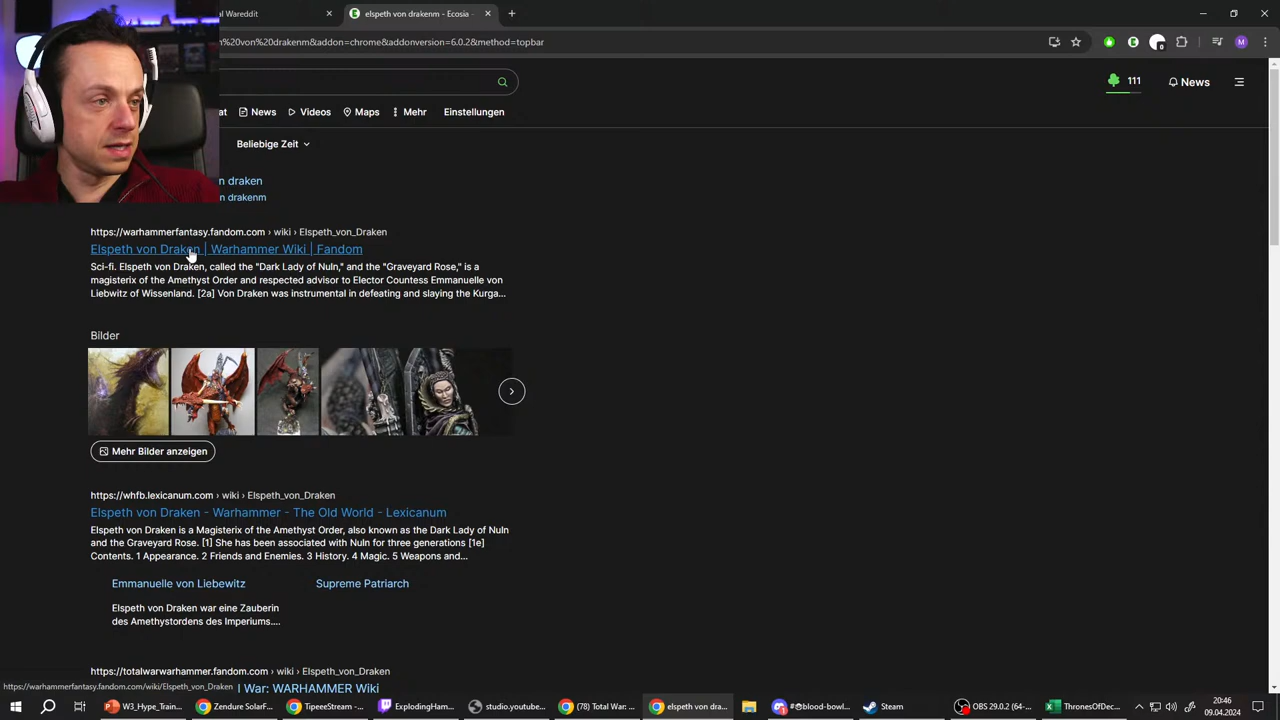 l Wareddit
elspeth von drakenm - Ecosia
%20von%20drakenm&addon=chrome&addonversion=6.0.2&method=topbar
M
111
News
News
Videos
Maps
Mehr
Einstellungen
Beliebige Zeit
n draken
n drakenm
https://warhammerfantasy.fandom.com › wiki › Elspeth_von_Draken
Elspeth von Draken | Warhammer Wiki | Fandom
Sci-fi. Elspeth von Draken, called the "Dark Lady of Nuln," and the "Graveyard Rose," is a
magisterix of the Amethyst Order and respected advisor to Elector Countess Emmanuelle von
Liebwitz of Wissenland. [2a] Von Draken was instrumental in defeating and slaying the Kurga...
Bilder
Mehr Bilder anzeigen
https://whfb.lexicanum.com › wiki › Elspeth_von_Draken
Elspeth von Draken - Warhammer - The Old World - Lexicanum
Elspeth von Draken is a Magisterix of the Amethyst Order, also known as the Dark Lady of Nuln
and the Graveyard Rose. [1] She has been associated with Nuln for three generations [1e]
Contents. 1 Appearance. 2 Friends and Enemies. 3 History. 4 Magic. 5 Weapons and...
Emmanuelle von Liebewitz
Supreme Patriarch
Elspeth von Draken war eine Zauberin
des Amethystordens des Imperiums....
https://totalwarwarhammer.fandom.com › wiki › Elspeth_von_Draken
l War: WARHAMMER Wiki
https://warhammerfantasy.fandom.com/wiki/Elspeth_von_Draken
W3_Hype_Train...
Zendure SolarF...
TipeeeStream - ...
ExplodingHam...
studio.youtube...
(78) Total War: ...
elspeth von dra...
Steam
OBS 29.0.2 (64-...
ThronesOfDec...
20:46
09.04.2024